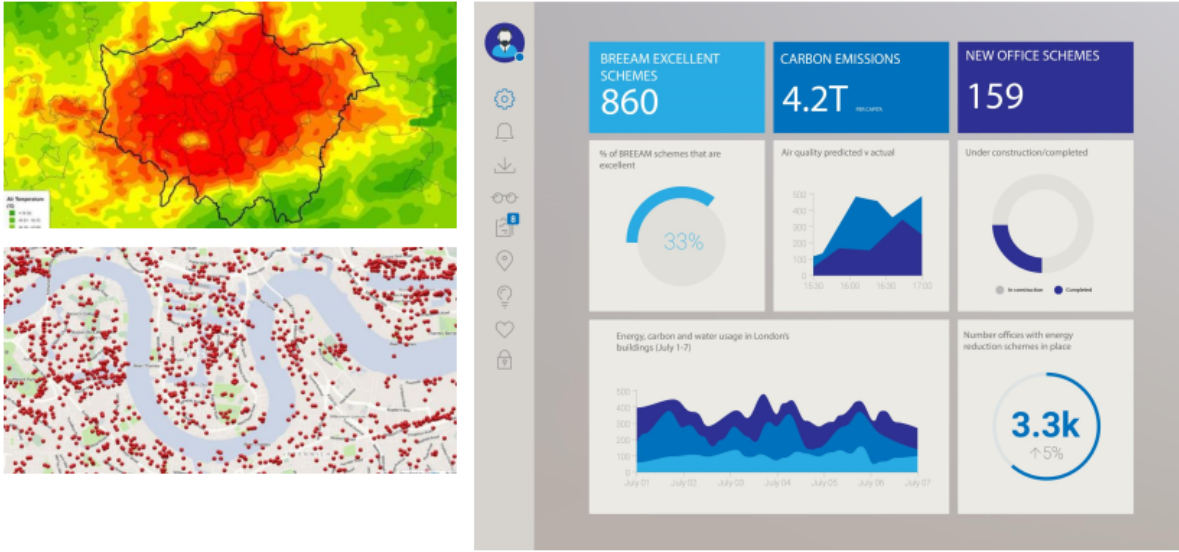 Air Temperature
BREEAM EXCELLENT
SCHEMES
860
CARBON EMISSIONS
4.2T
PER CAPITA
NEW OFFICE SCHEMES
159
8
% of BREEAM schemes that are
excellent
33%
Air quality predicted v actual
500
400
300
200
100
0
15:30 16:00 16:30 17:00
Under construction/completed
In construction Completed
Energy, carbon and water usage in London's
buildings (July 1-7)
500
400
300
200
100
0
July 01 July 02 July 03 July 04 July 05 July 06 July 07
Number offices with energy
reduction schemes in place
3.3k
↑5%